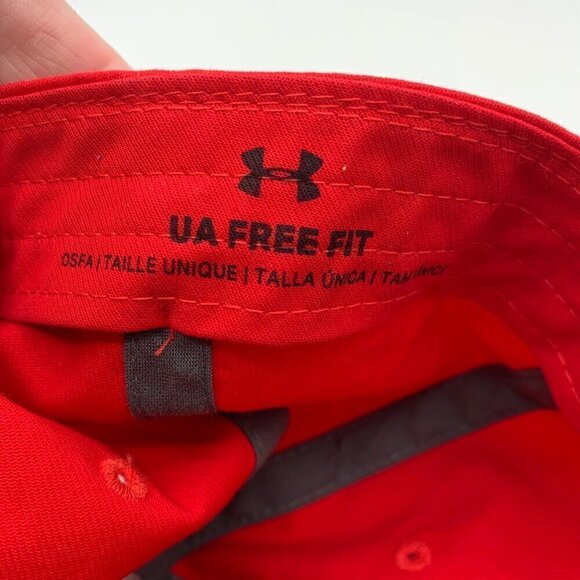 UA FREE FIT
OSFA | TAILLE UNIQUE | TALLA ÚNICA |